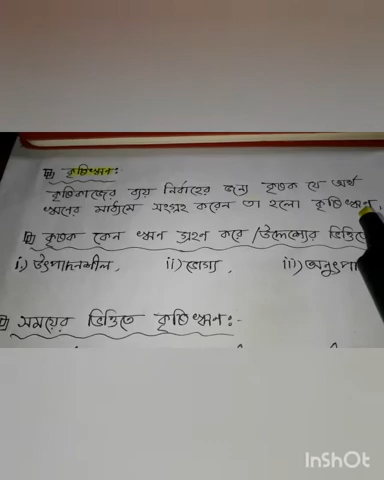 কৃষিঋণ:
কৃষিকাজের ব্যয় নির্বাহের জন্য কৃষক যে অর্থ
ঋণের মাধ্যমে সংগ্রহ করেন তা হলো কৃষিঋণ,
কৃষক কেন ঋণ গ্রহণ করে / উদ্দেশ্যের ভিত্তিতে
i.) উৎপাদনশীল, ii) ভোগ্য, iii) অনুৎপা
সময়ের ভিত্তিতে কৃষিঋণ:-
InShOt